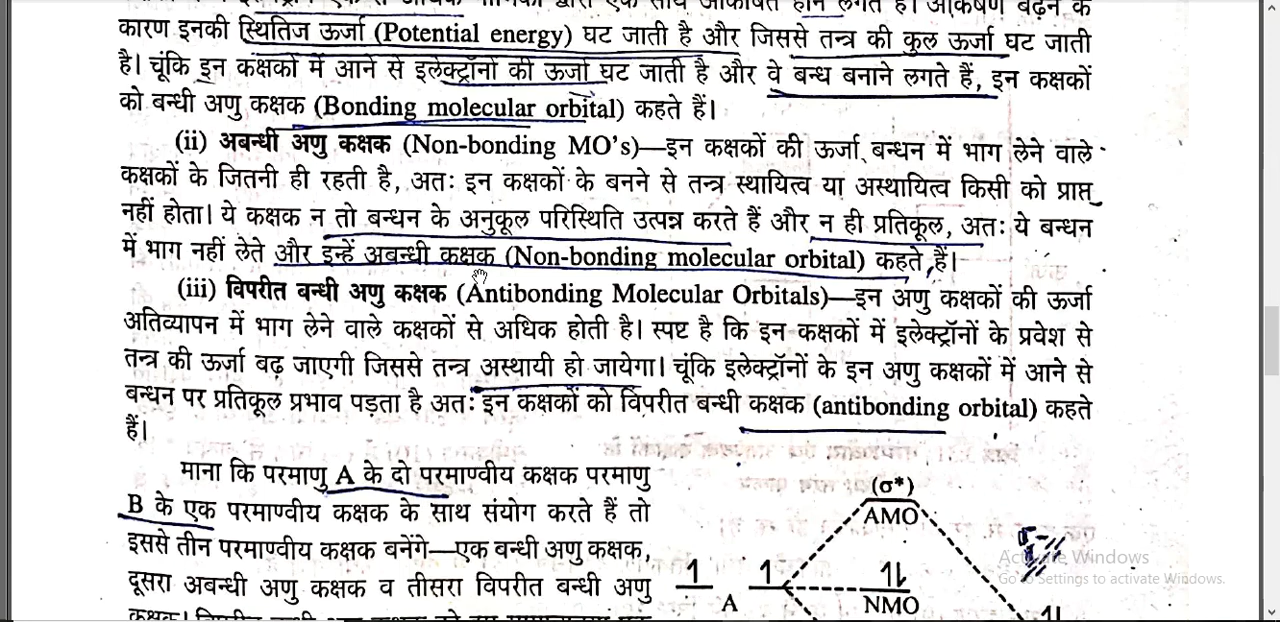 कारण इनकी स्थितिज ऊर्जा (Potential energy) घट जाती है और जिससे तन्त्र की कुल ऊर्जा घट जाती
है। चूंकि इन कक्षकों में आने से इलेक्ट्रॉनों की ऊर्जा घट जाती है और वे बन्ध बनाने लगते हैं, इन कक्षकों
को बन्धी अणु कक्षक (Bonding molecular orbital) कहते हैं।
(ii) अबन्धी अणु कक्षक (Non-bonding MO's)—इन कक्षकों की ऊर्जा बन्धन में भाग लेने वाले
कक्षकों के जितनी ही रहती है, अतः इन कक्षकों के बनने से तन्त्र स्थायित्व या अस्थायित्व किसी को प्राप्त
नहीं होता। ये कक्षक न तो बन्धन के अनुकूल परिस्थिति उत्पन्न करते हैं और न ही प्रतिकूल, अतः ये बन्धन
में भाग नहीं लेते और इन्हें अबन्धी कक्षक (Non-bonding molecular orbital) कहते हैं।
(iii) विपरीत बन्धी अणु कक्षक (Antibonding Molecular Orbitals)—इन अणु कक्षकों की ऊर्जा
अतिव्यापन में भाग लेने वाले कक्षकों से अधिक होती है। स्पष्ट है कि इन कक्षकों में इलेक्ट्रॉनों के प्रवेश से
तन्त्र की ऊर्जा बढ़ जाएगी जिससे तन्त्र अस्थायी हो जायेगा। चूंकि इलेक्ट्रॉनों के इन अणु कक्षकों में आने से
बन्धन पर प्रतिकूल प्रभाव पड़ता है अतः इन कक्षकों को विपरीत बन्धी कक्षक (antibonding orbital) कहते
हैं।
माना कि परमाणु A के दो परमाण्वीय कक्षक परमाणु
B के एक परमाण्वीय कक्षक के साथ संयोग करते हैं तो
इससे तीन परमाण्वीय कक्षक बनेंगे—एक बन्धी अणु कक्षक,
दूसरा अबन्धी अणु कक्षक व तीसरा विपरीत बन्धी अणु
(σ*)
AMO
1 1 1l
A NMO
1l
Activate Windows
Go to Settings to activate Windows.